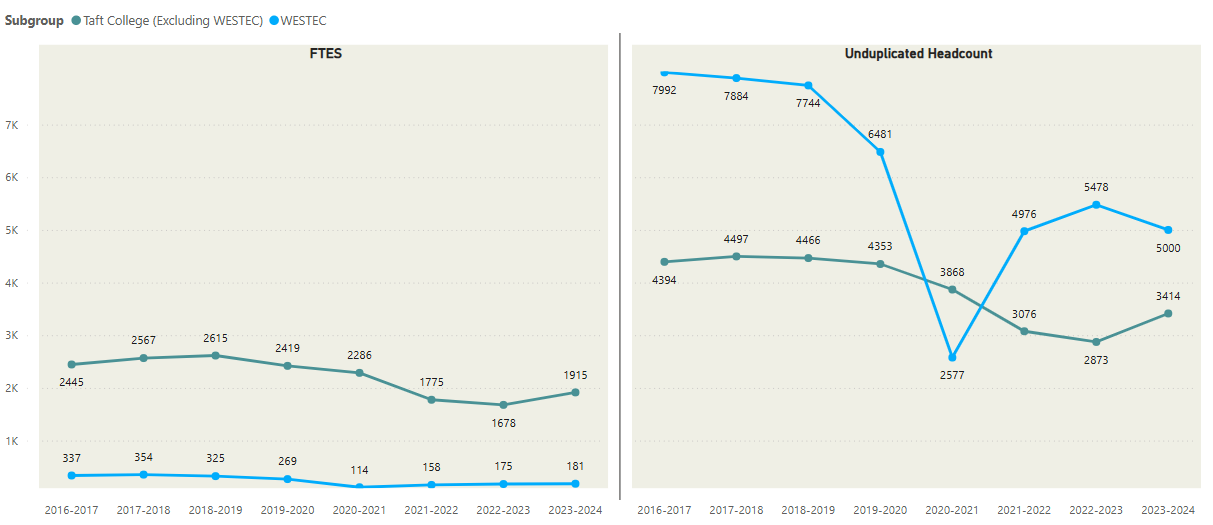 Subgroup Taft College (Excluding WESTEC) WESTEC
FTES
7K
6K
5K
4K
3K
2K
1K
2445 2567 2615 2419 2286 1775 1678 1915
337 354 325 269 114 158 175 181
2016-2017 2017-2018 2018-2019 2019-2020 2020-2021 2021-2022 2022-2023 2023-2024
Unduplicated Headcount
7992 7884 7744 6481 2577 4976 5478 5000
4394 4497 4466 4353 3868 3076 2873 3414
2016-2017 2017-2018 2018-2019 2019-2020 2020-2021 2021-2022 2022-2023 2023-2024